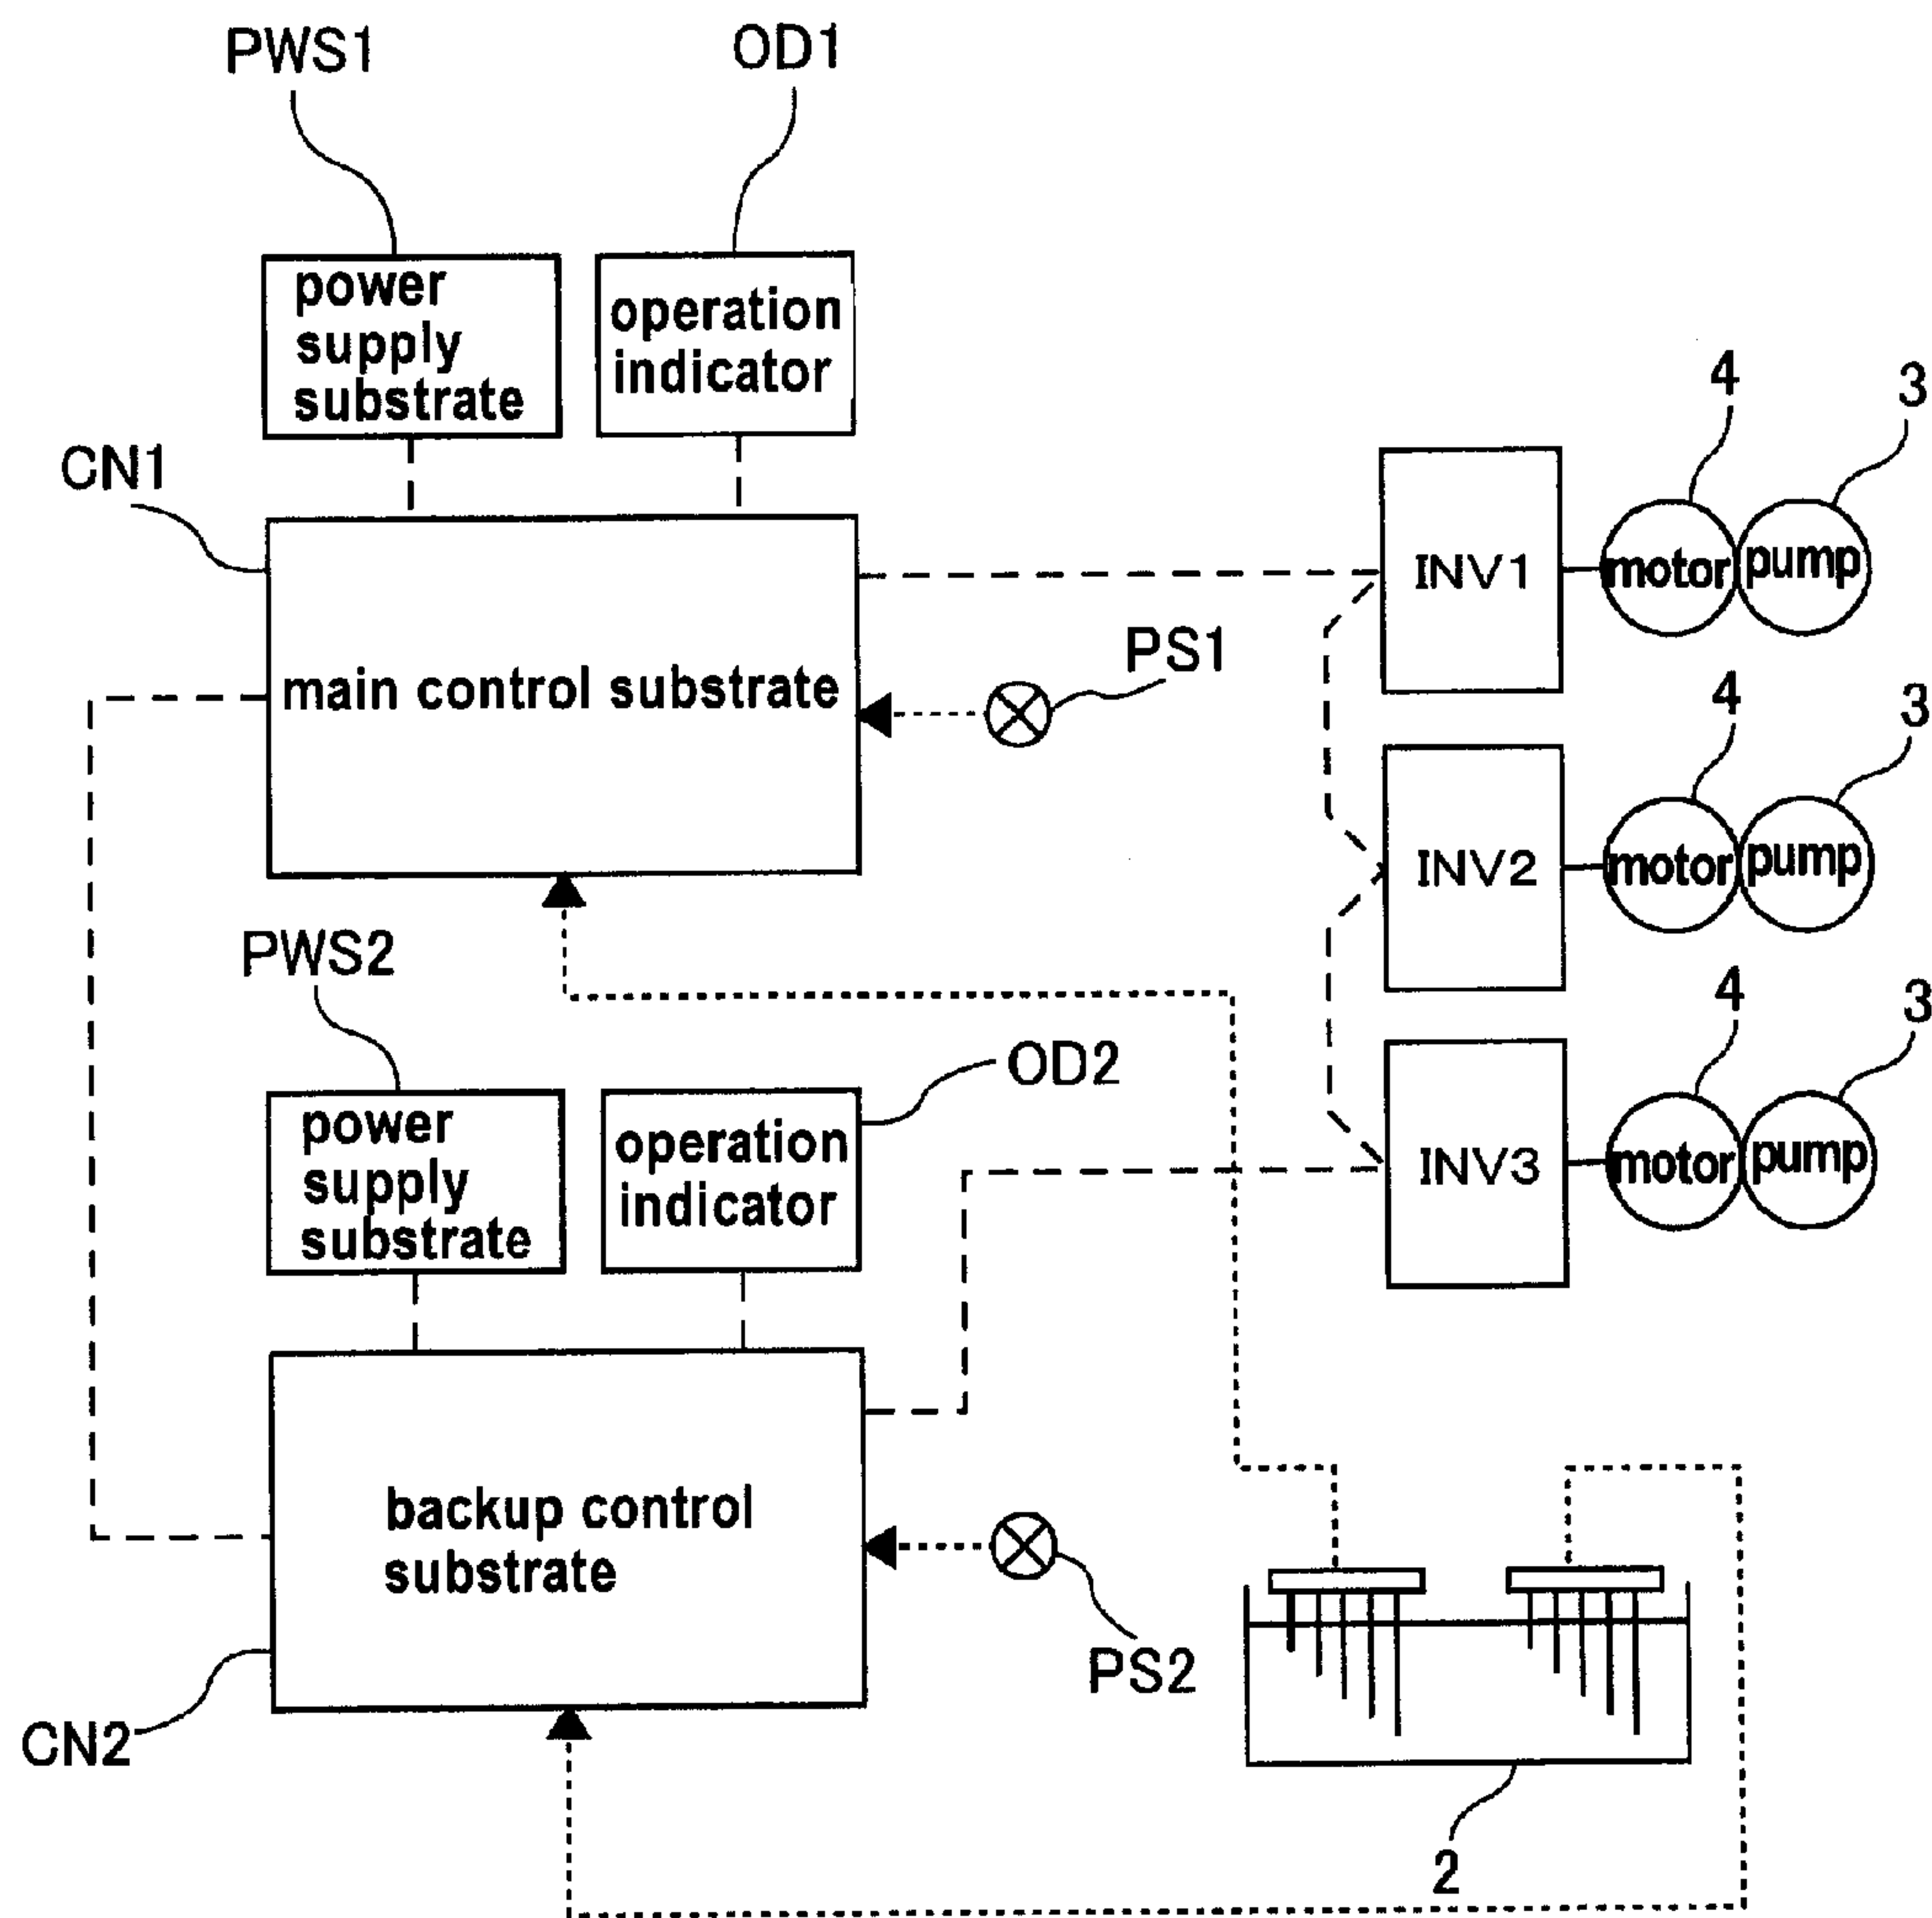 PWS1
OD1
power
supply
substrate
operation
indicator
CN1
4
3
INV1
motor
pump
main control substrate
PS1
4
3
INV2
motor
pump
PWS2
4
3
OD2
power
supply
substrate
operation
indicator
INV3
motor
pump
backup control
substrate
PS2
CN2
2